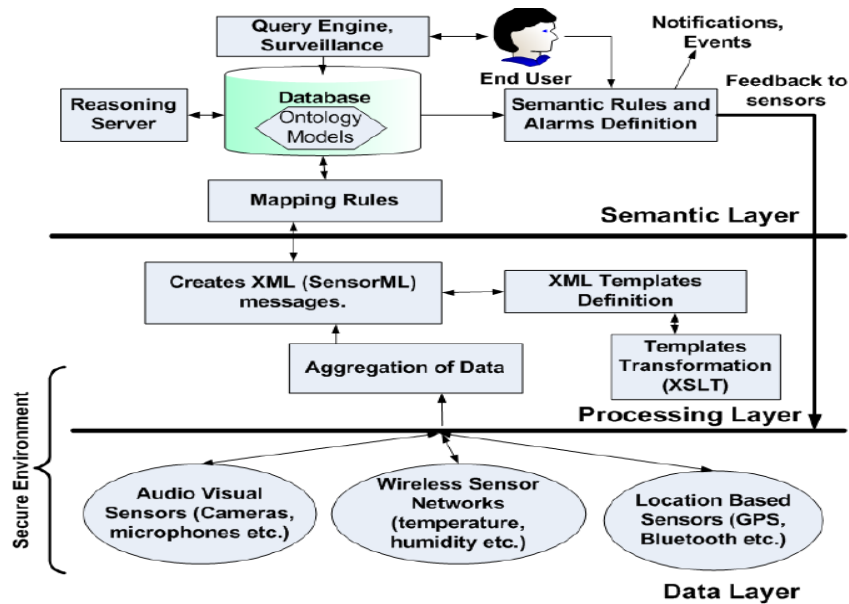 Query Engine,
Surveillance
End User
Notifications,
Events
Feedback to
sensors
Reasoning
Server
Database
Ontology
Models
Semantic Rules and
Alarms Definition
Mapping Rules
Semantic Layer
Creates XML (SensorML)
messages.
XML Templates
Definition
Aggregation of Data
Templates
Transformation
(XSLT)
Processing Layer
Secure Environment
Audio Visual
Sensors (Cameras,
microphones etc.)
Wireless Sensor
Networks
(temperature,
humidity etc.)
Location Based
Sensors (GPS,
Bluetooth etc.)
Data Layer